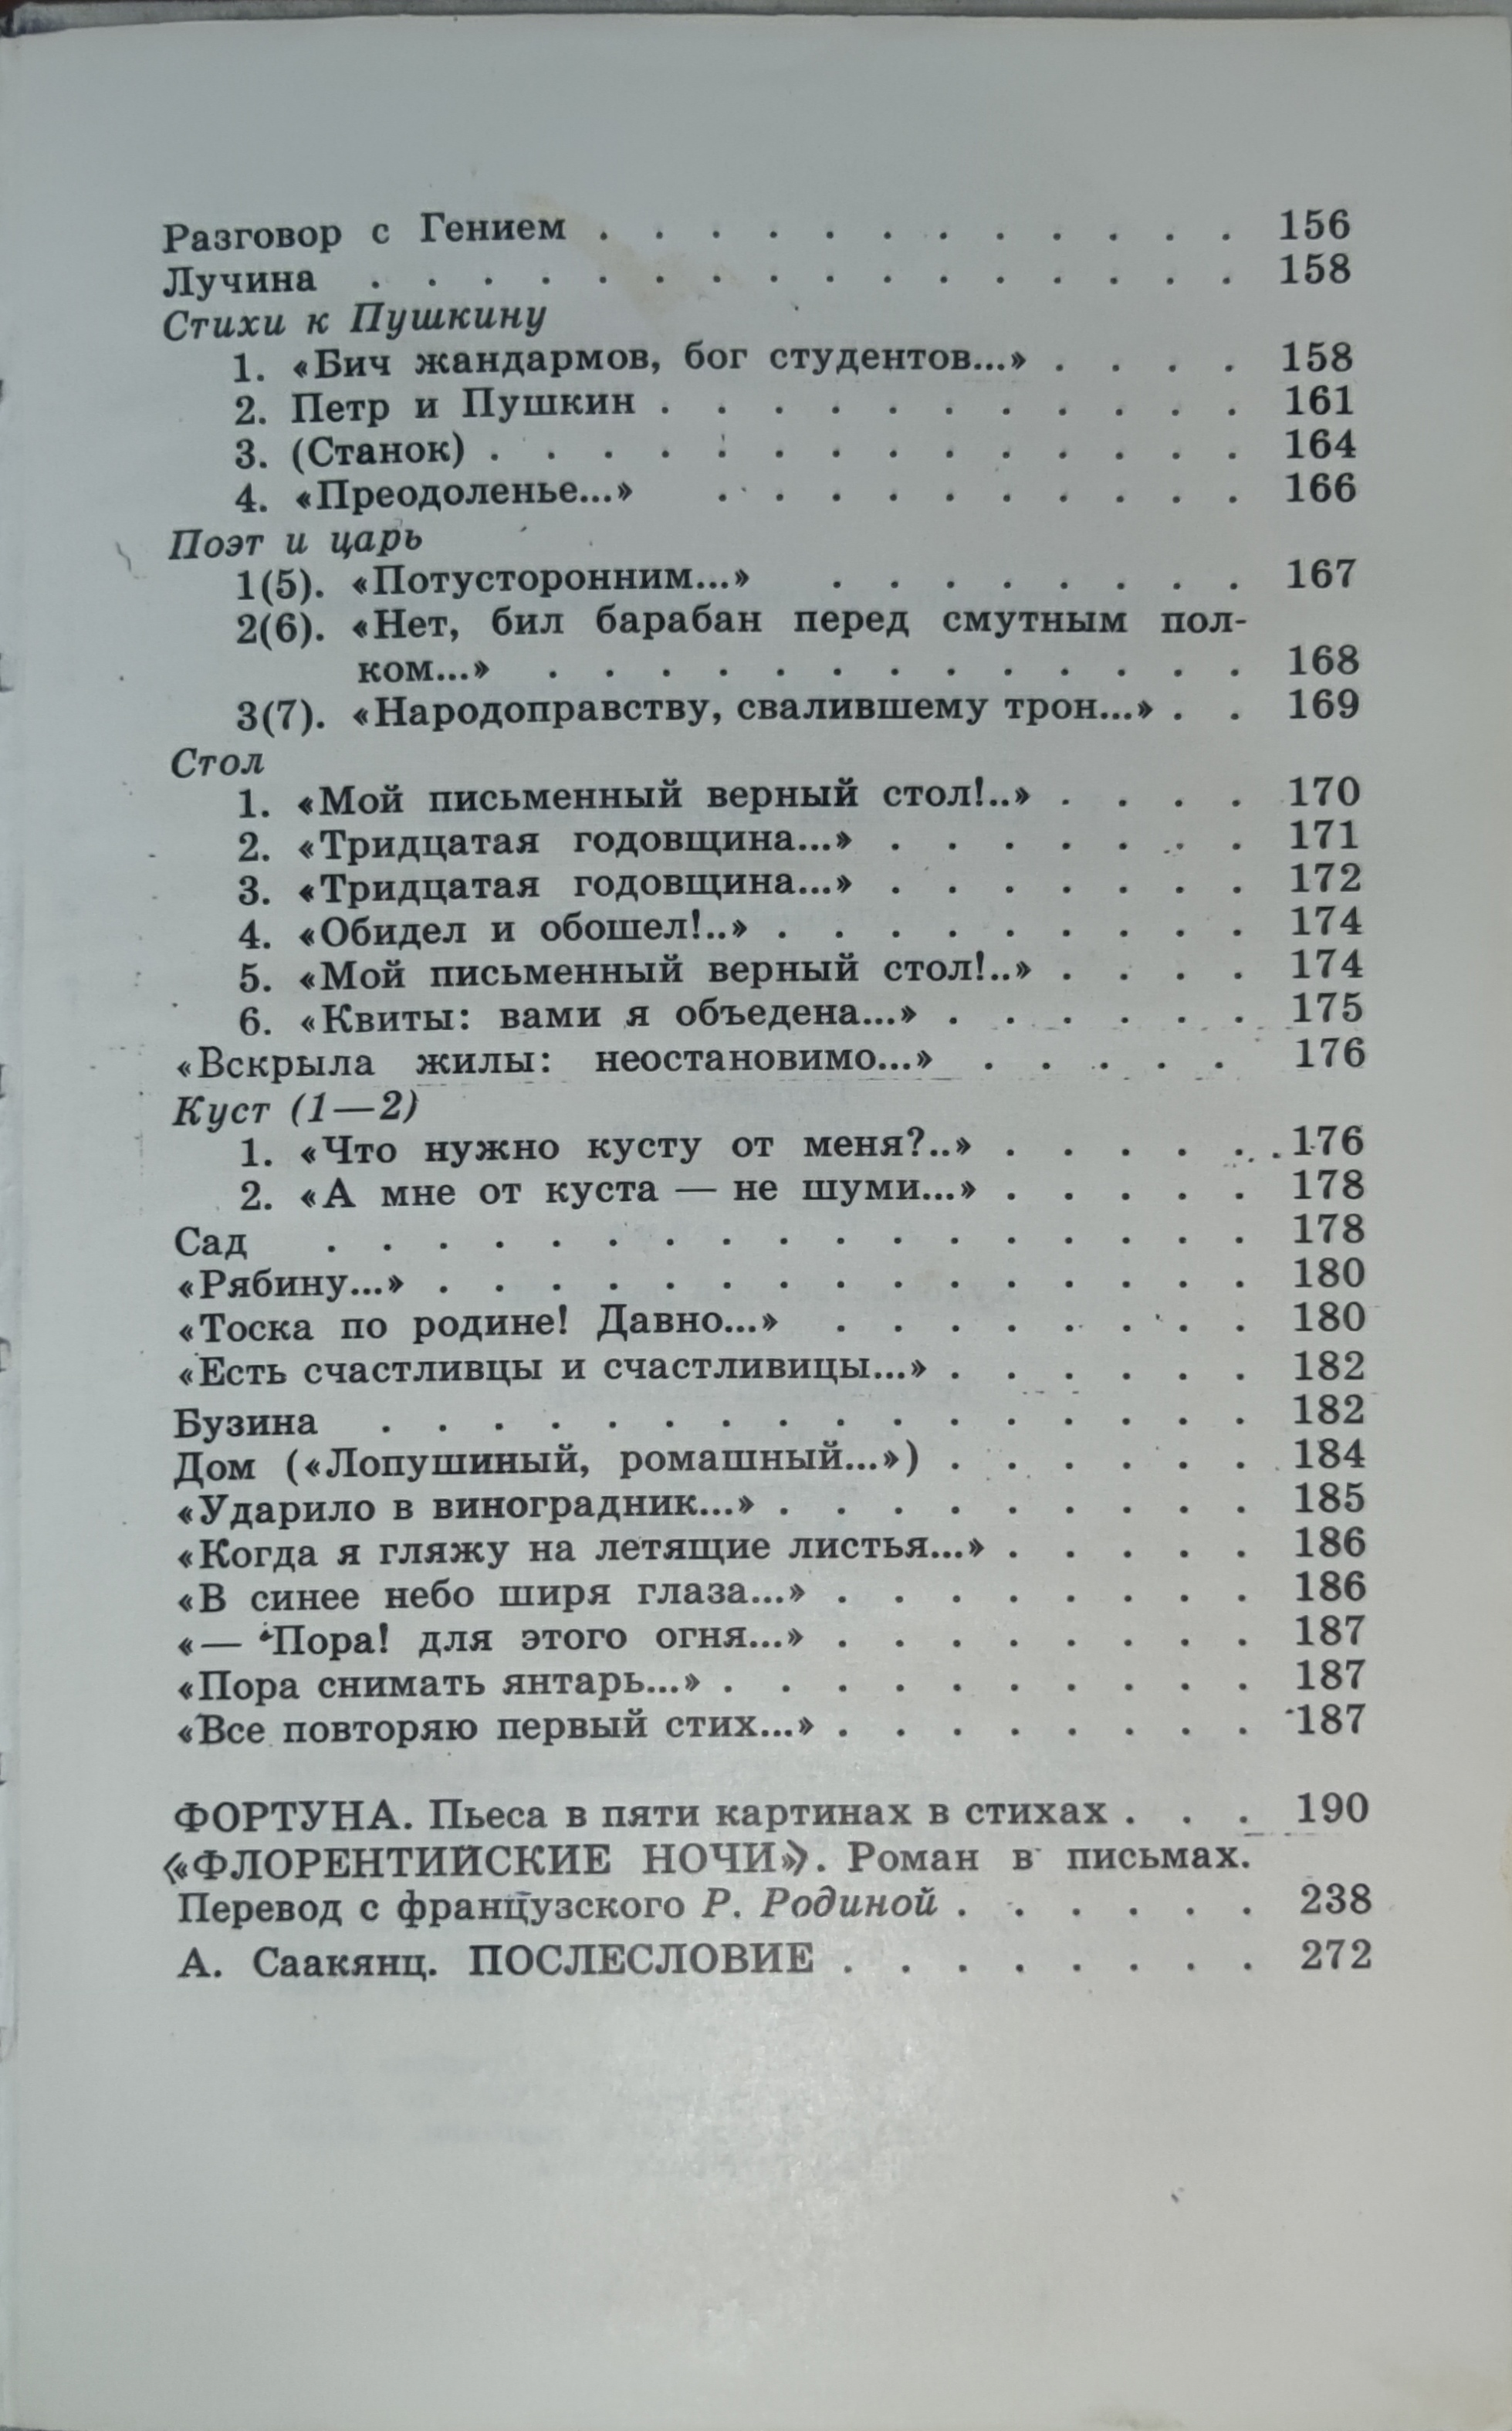 Разговор с Гением . . . . . . . . . . . . 156
Лучина . . . . . . . . . . . . . . . . 158
Стихи к Пушкину
1. «Бич жандармов, бог студентов...» . . . . 158
2. Петр и Пушкин . . . . . . . . . . . 161
3. (Станок) . . . . . . . . . . . . . . 164
4. «Преодоленье...» . . . . . . . . . . 166
Поэт и царь
1(5). «Потусторонним...» . . . . . . . . 167
2(6). «Нет, бил барабан перед смутным пол-
ком...» . . . . . . . . . . . . . 168
3(7). «Народоправству, свалившему трон...» . . 169
Стол
1. «Мой письменный верный стол!..» . . . . 170
2. «Тридцатая годовщина...» . . . . . . . 171
3. «Тридцатая годовщина...» . . . . . . . 172
4. «Обидел и обошел!..» . . . . . . . . . 174
5. «Мой письменный верный стол!..» . . . . 174
6. «Квиты: вами я объедена...» . . . . . . 175
«Вскрыла жилы: неостановимо...» . . . . . 176
Куст (1—2)
1. «Что нужно кусту от меня?..» . . . . . 176
2. «А мне от куста — не шуми...» . . . . . 178
Сад . . . . . . . . . . . . . . . . . 178
«Рябину...» . . . . . . . . . . . . . . . 180
«Тоска по родине! Давно...» . . . . . . . . 180
«Есть счастливцы и счастливицы...» . . . . . . 182
Бузина . . . . . . . . . . . . . . . . 182
Дом («Лопушиный, ромашный...») . . . . . . 184
«Ударило в виноградник...» . . . . . . . . . 185
«Когда я гляжу на летящие листья...» . . . . . 186
«В синее небо ширя глаза...» . . . . . . . . 186
«— Пора! для этого огня...» . . . . . . . . 187
«Пора снимать янтарь...» . . . . . . . . . . 187
«Все повторяю первый стих...» . . . . . . . . 187
ФОРТУНА. Пьеса в пяти картинах в стихах . . . 190
«ФЛОРЕНТИЙСКИЕ НОЧИ». Роман в письмах.
Перевод с французского Р. Родиной . . . . . . 238
А. Саакянц. ПОСЛЕСЛОВИЕ . . . . . . . . 272